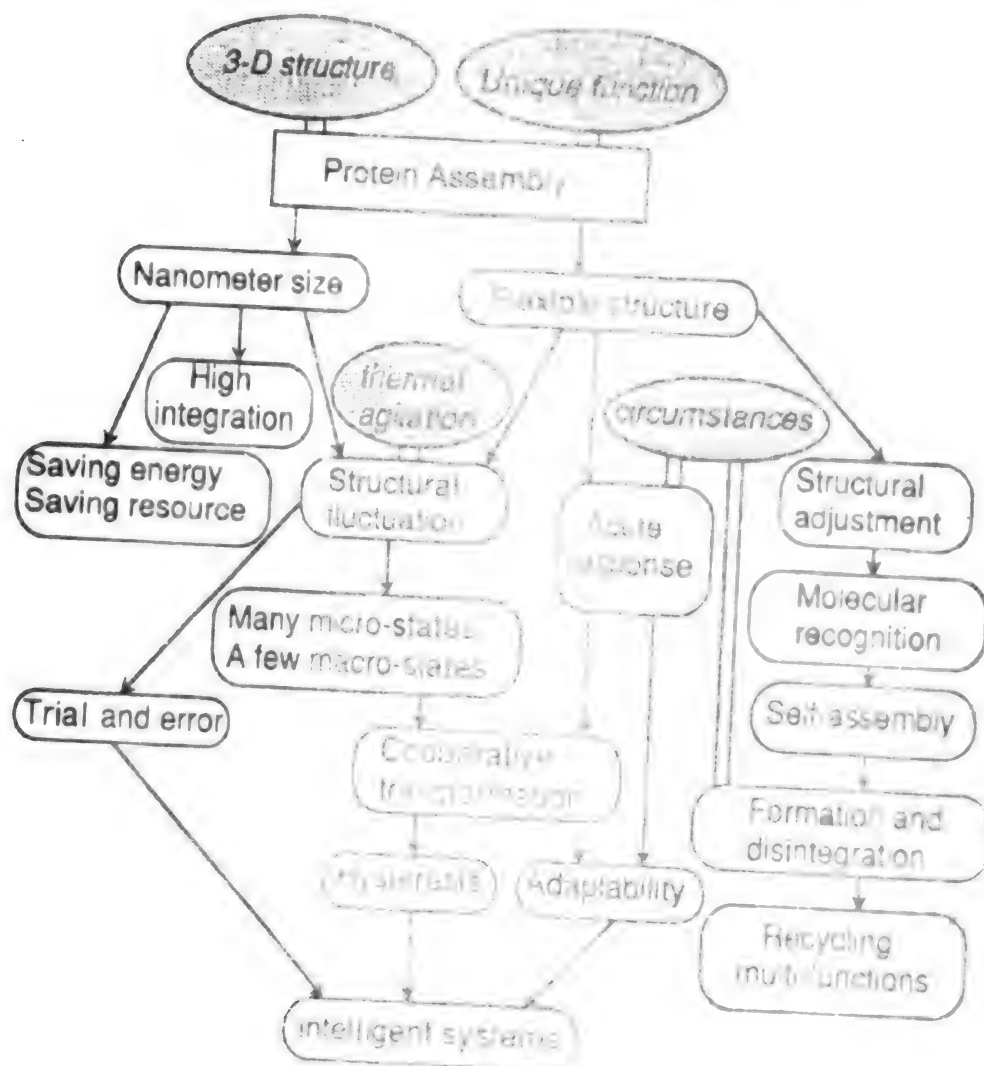 3-D structure
Unique function
Protein Assembly
Nanometer size
Flexible structure
High
integration
thermal
agitation
circumstances
Saving energy
Saving resource
Structural
fluctuation
Acute
response
Structural
adjustment
Many micro-states
A few macro-states
Molecular
recognition
Trial and error
Self-assembly
Cooperative
transformation
Formation and
disintegration
Hysteresis
Adaptability
Recycling
multi-functions
Intelligent systems